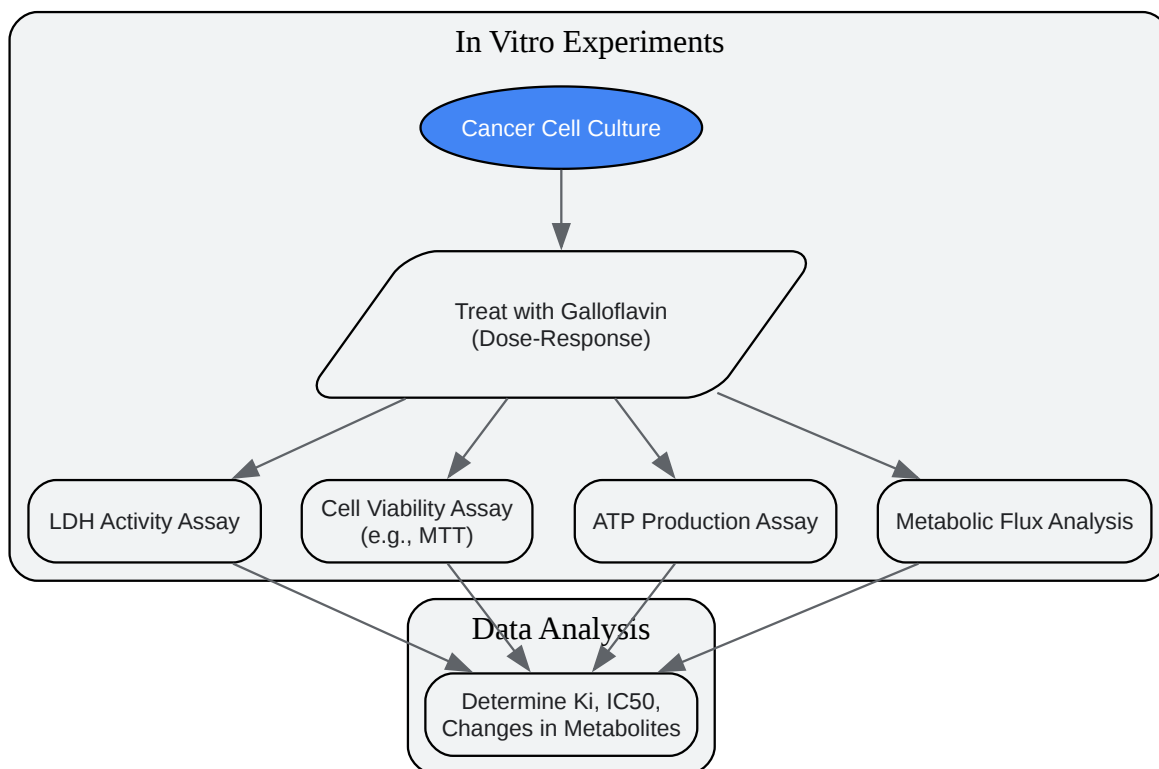 In Vitro Experiments
Cancer Cell Culture
Treat with Galloflavin
(Dose-Response)
LDH Activity Assay
Cell Viability Assay
(e.g., MTT)
ATP Production Assay
Metabolic Flux Analysis
Data Analysis
Determine Ki, IC50,
Changes in Metabolites